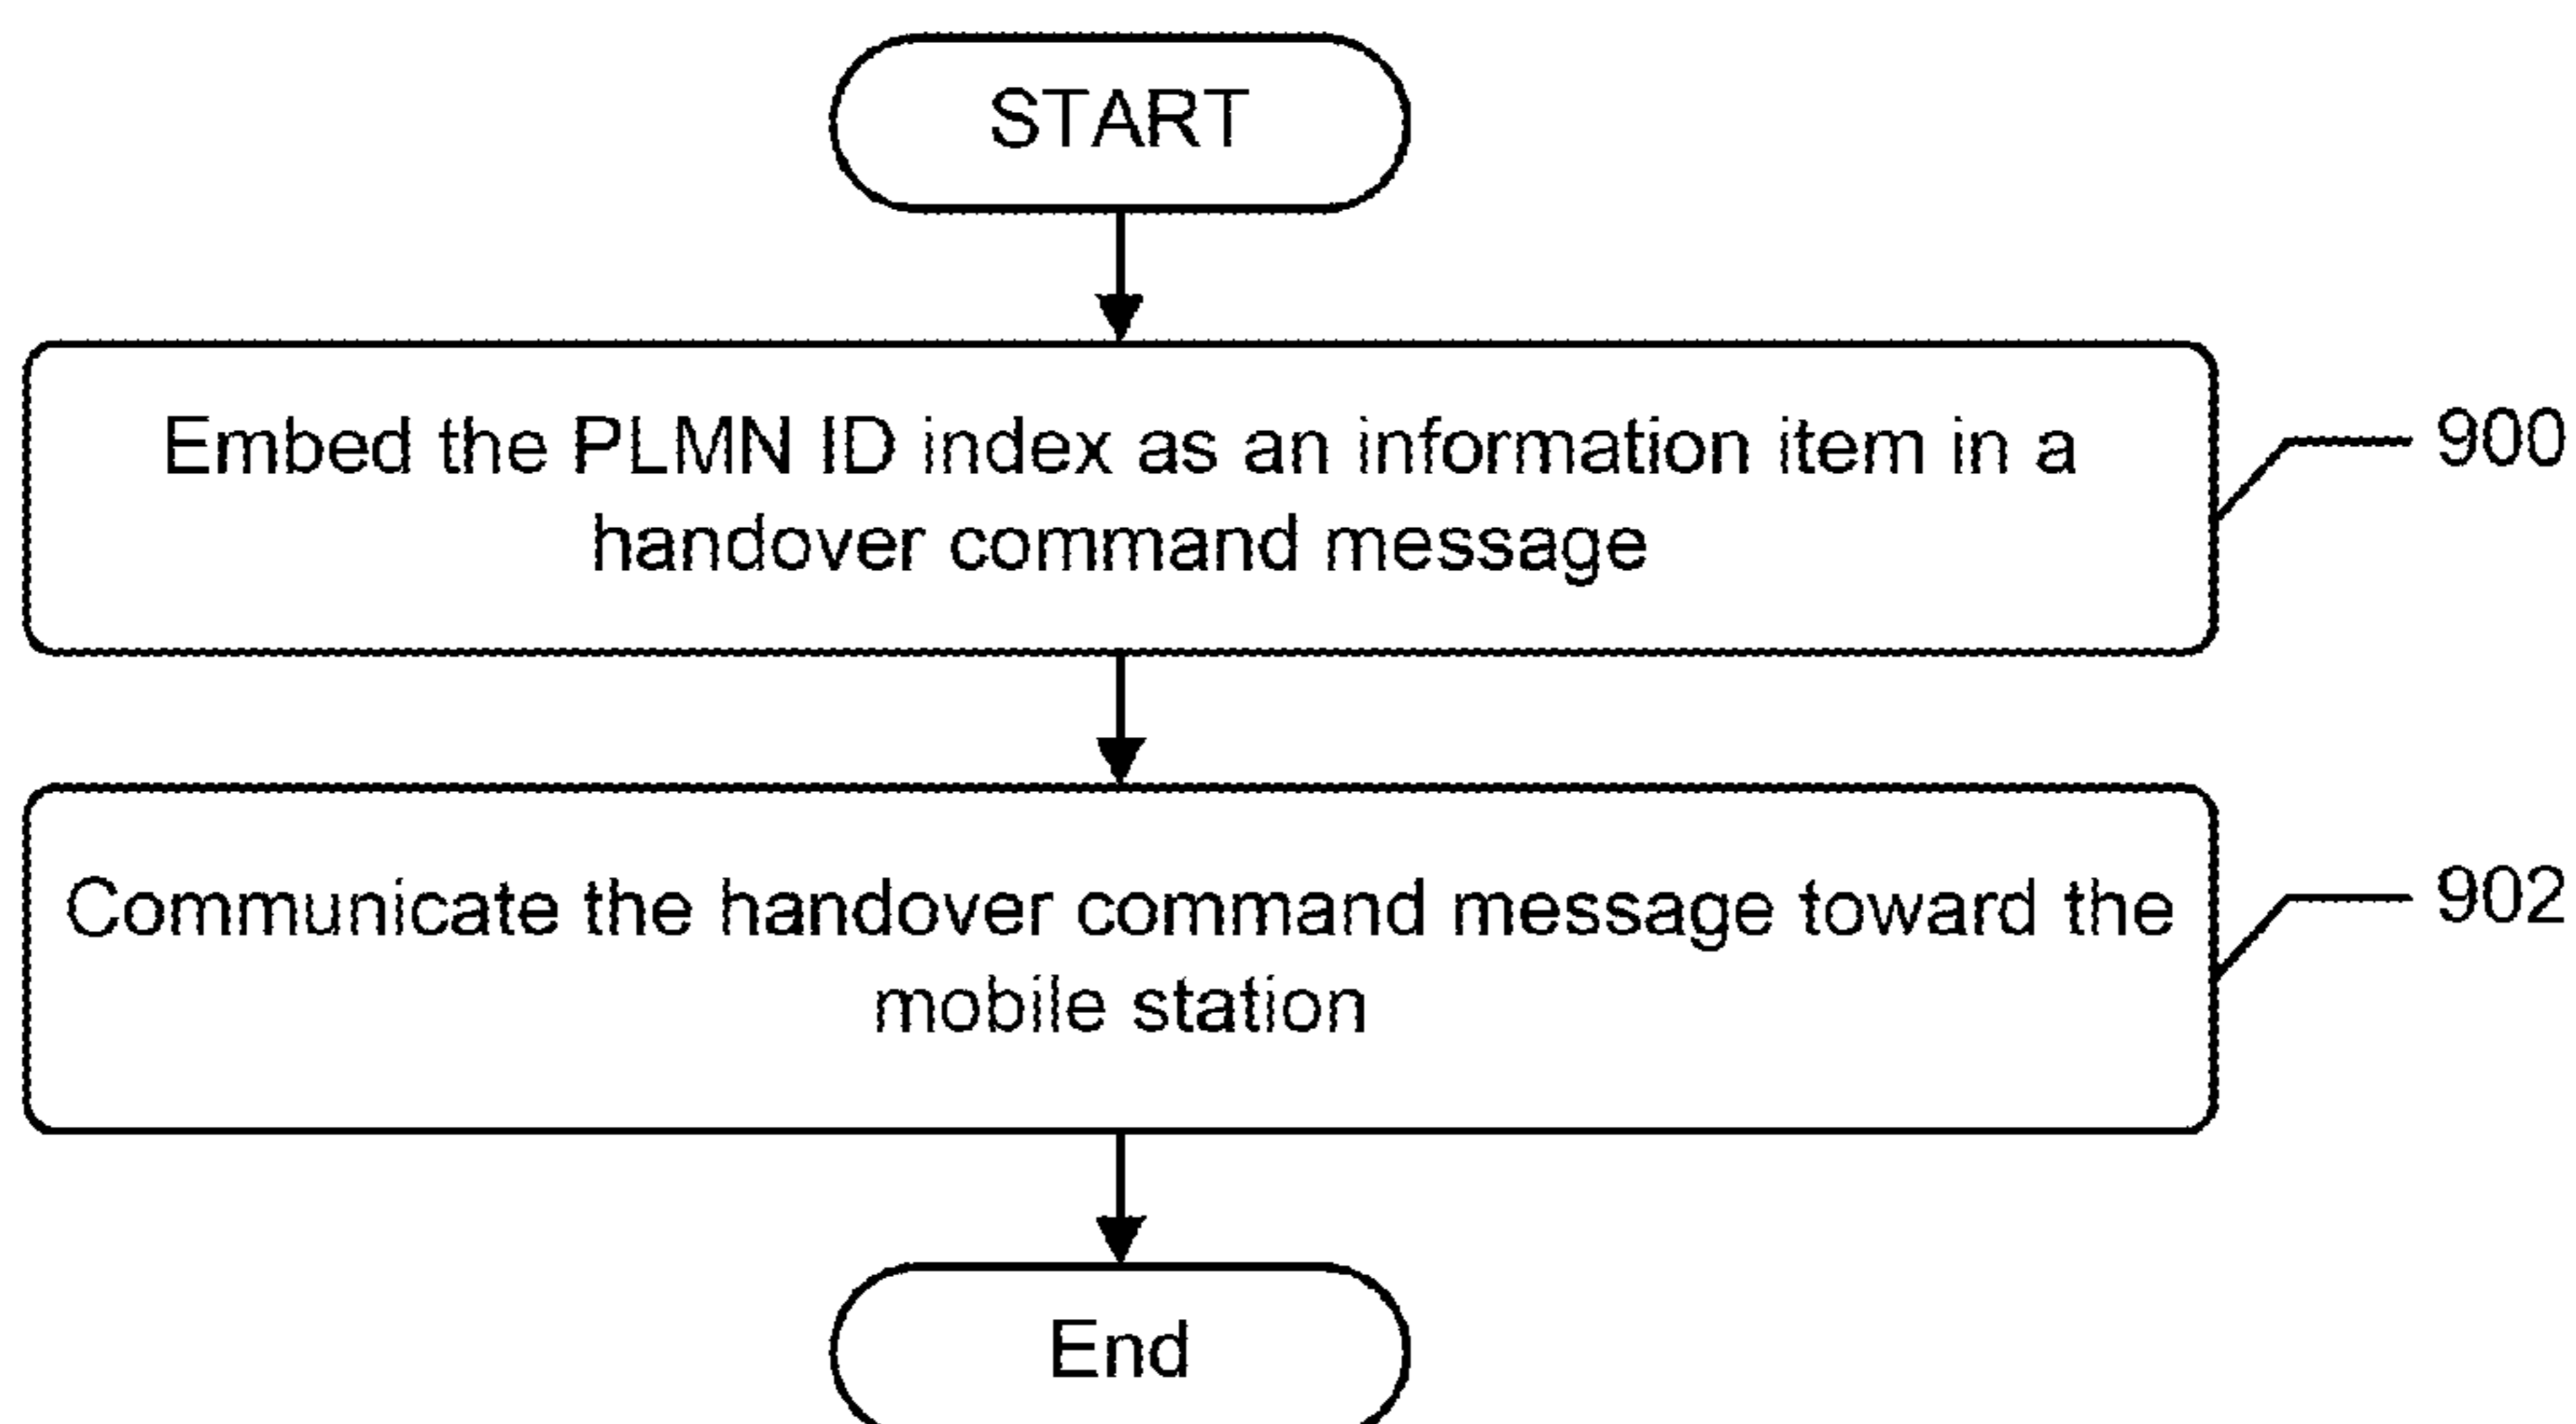 START
Embed the PLMN ID index as an information item in a
handover command message
900
Communicate the handover command message toward the
mobile station
902
End